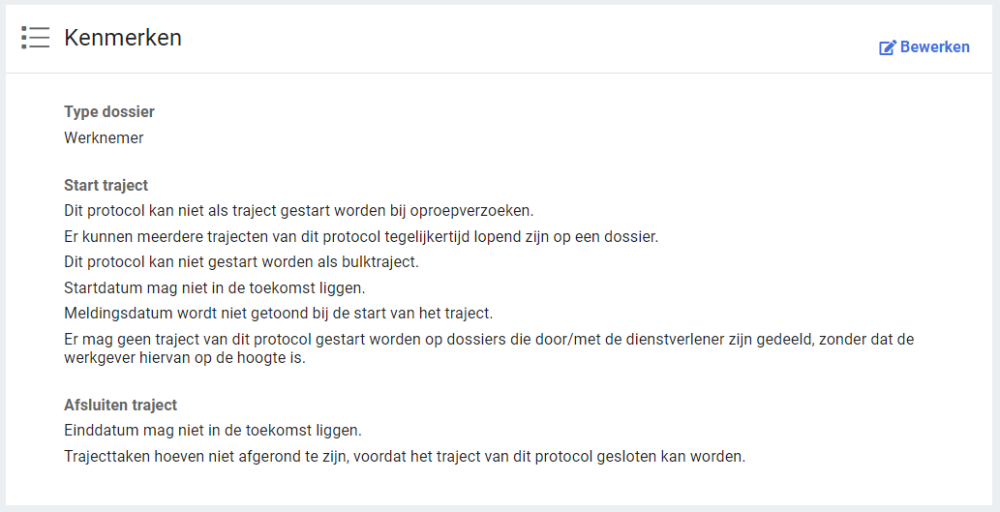 Kenmerken
Bewerken
Type dossier
Werknemer
Start traject
Dit protocol kan niet als traject gestart worden bij oproepverzoeken.
Er kunnen meerdere trajecten van dit protocol tegelijkertijd lopend zijn op een dossier.
Dit protocol kan niet gestart worden als bulktraject.
Startdatum mag niet in de toekomst liggen.
Meldingsdatum wordt niet getoond bij de start van het traject.
Er mag geen traject van dit protocol gestart worden op dossiers die door/met de dienstverlener zijn gedeeld, zonder dat de
werkgever hiervan op de hoogte is.
Afsluiten traject
Einddatum mag niet in de toekomst liggen.
Trajecttaken hoeven niet afgerond te zijn, voordat het traject van dit protocol gesloten kan worden.